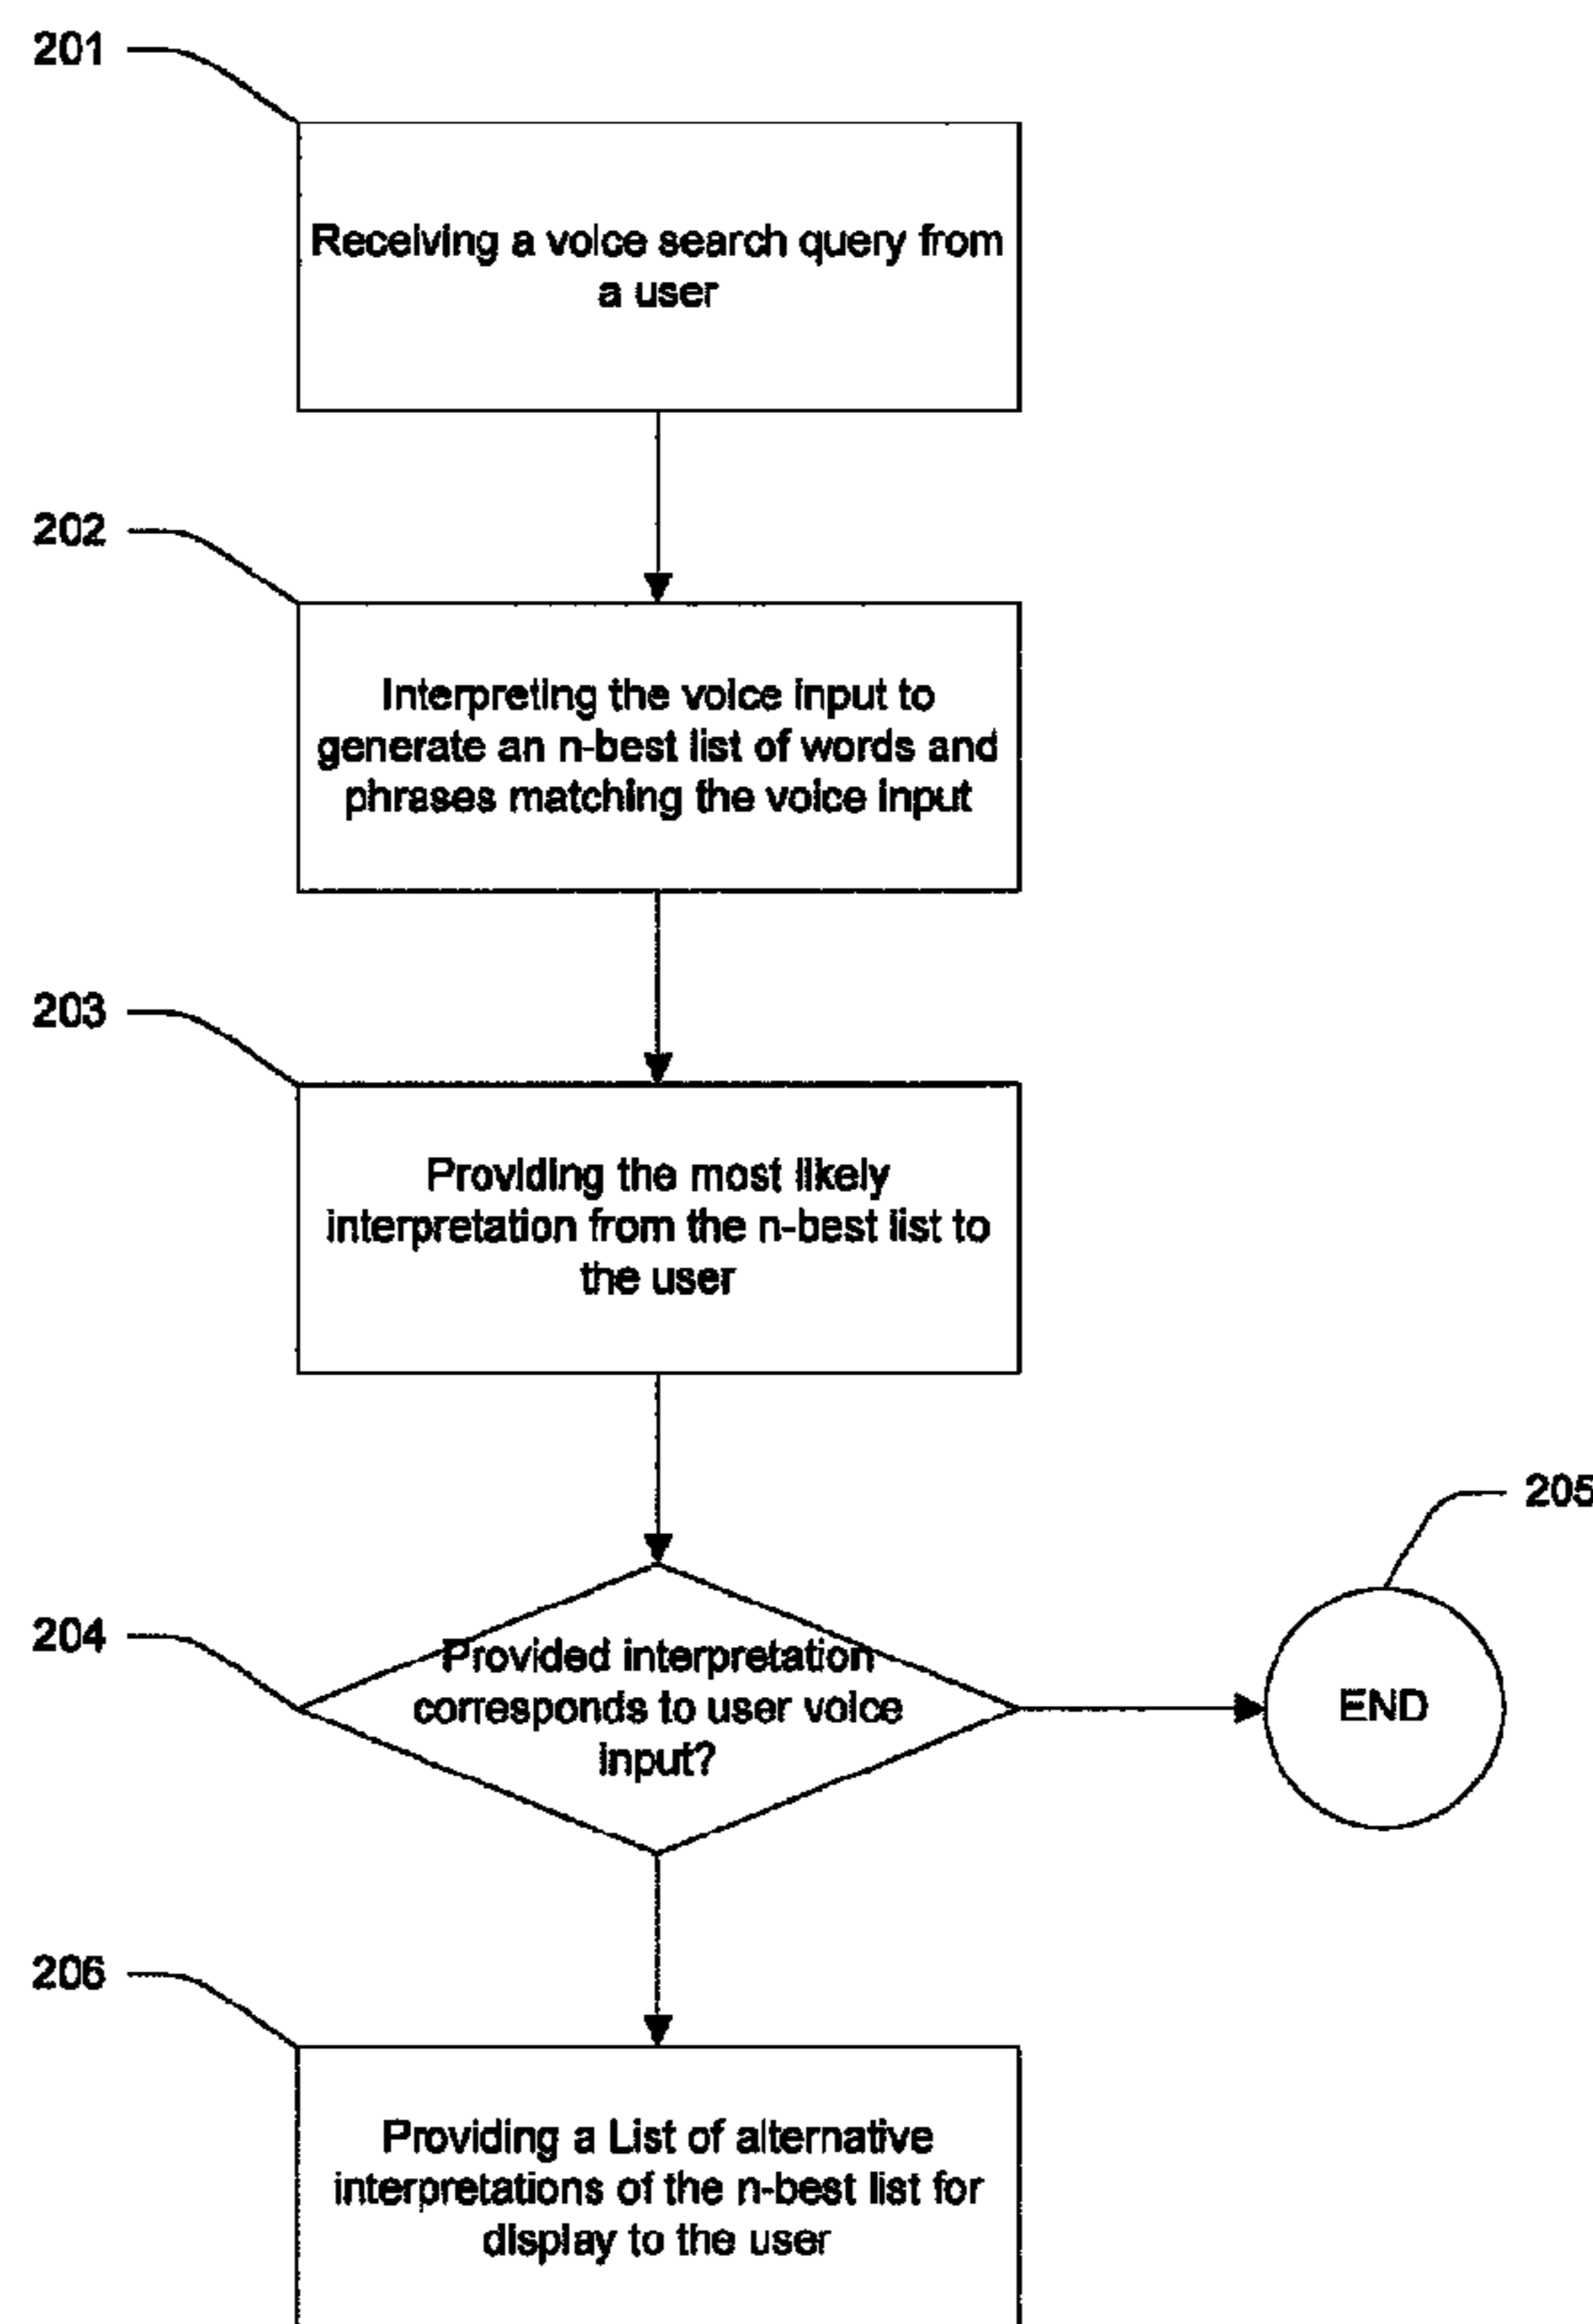 201
Receiving a voice search query from
a user
202
Interpreting the voice input to
generate an n-best list of words and
phrases matching the voice input
203
Providing the most likely
interpretation from the n-best list to
the user
205
204
Provided interpretation
corresponds to user voice
input?
END
206
Providing a List of alternative
interpretations of the n-best list for
display to the user